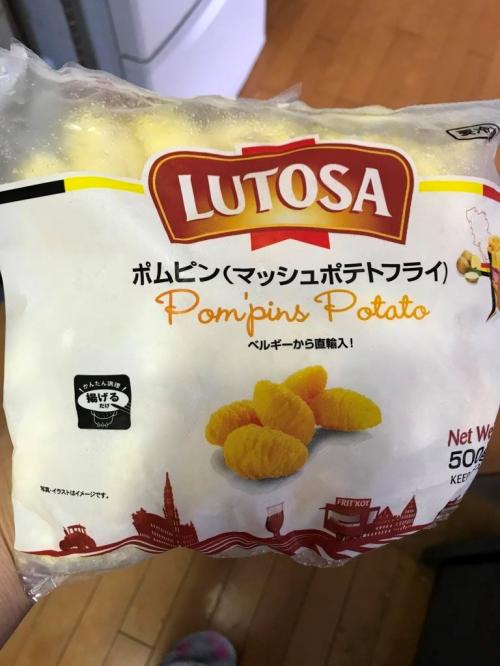 LUTOSA
ポムピン(マッシュポテトフライ)
Pom'pins Potato
ベルギーから直輸入!
かんたん調理
揚げる
だけ
Net We
500g
KEEP
写真・イラストはイメージです。
FRIT'KOT